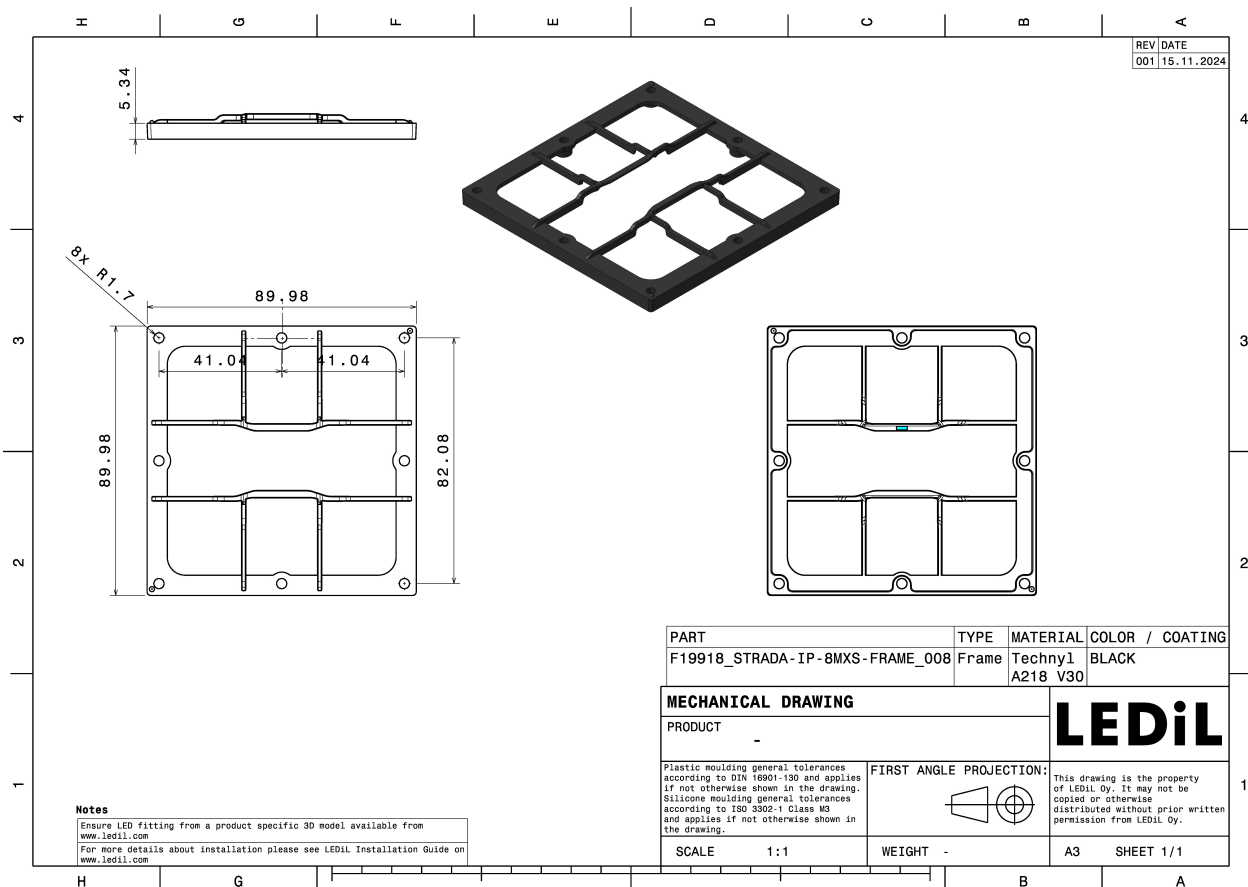 H G F E D C B A
REV DATE
001 15.11.2024
4 4
5.34
8X R1.7
89.98
3 3
41.04 41.04
89.98
82.08
2 2
PART TYPE MATERIAL COLOR / COATING
F19918_STRADA-IP-8MXS-FRAME_008 Frame Technyl BLACK
A218 V30
MECHANICAL DRAWING
LEDiL
PRODUCT
-
Plastic moulding general tolerances
according to DIN 16901-130 and applies
if not otherwise shown in the drawing.
Silicone moulding general tolerances
according to ISO 3302-1 Class M3
and applies if not otherwise shown in
the drawing.
FIRST ANGLE PROJECTION:
This drawing is the property
of LEDiL Oy. It may not be
copied or otherwise
distributed without prior written
permission from LEDiL Oy.
1 1
Notes
Ensure LED fitting from a product specific 3D model available from
www.ledil.com
For more details about installation please see LEDiL Installation Guide on
www.ledil.com
SCALE 1:1 WEIGHT - A3 SHEET 1/1
H G B A